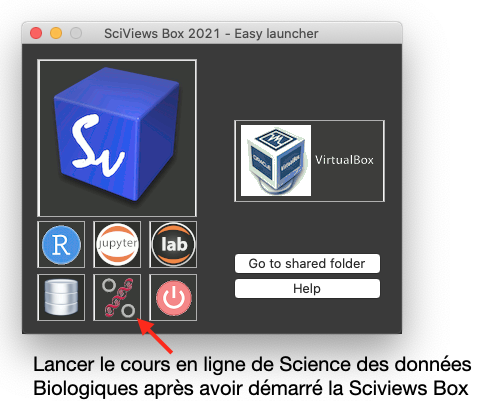 SciViews Box 2021 - Easy launcher
Sv
ORACLE
VirtualBox
R
jupyter
lab
Go to shared folder
Help
Lancer le cours en ligne de Science des données
Biologiques après avoir démarré la Sciviews Box